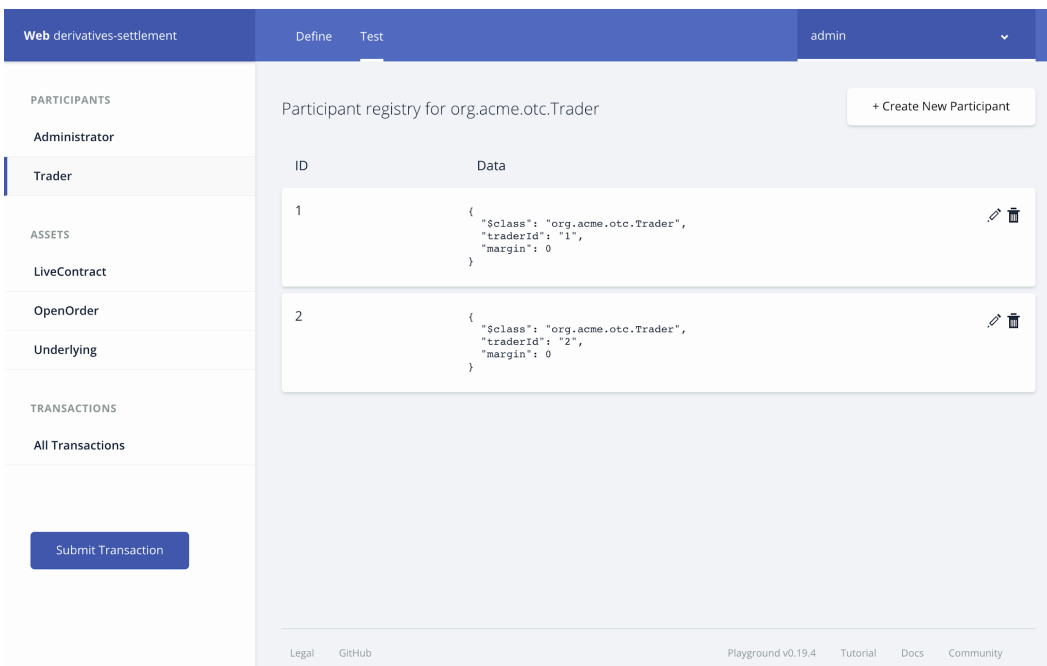 Web derivatives-settlement
Define
Test
admin
PARTICIPANTS
Administrator
Trader
ASSETS
LiveContract
OpenOrder
Underlying
TRANSACTIONS
All Transactions
Submit Transaction
Participant registry for org.acme.otc.Trader
+ Create New Participant
ID
Data
1
{
  "$class": "org.acme.otc.Trader",
  "traderId": "1",
  "margin": 0
}
2
{
  "$class": "org.acme.otc.Trader",
  "traderId": "2",
  "margin": 0
}
Legal
GitHub
Playground v0.19.4
Tutorial
Docs
Community